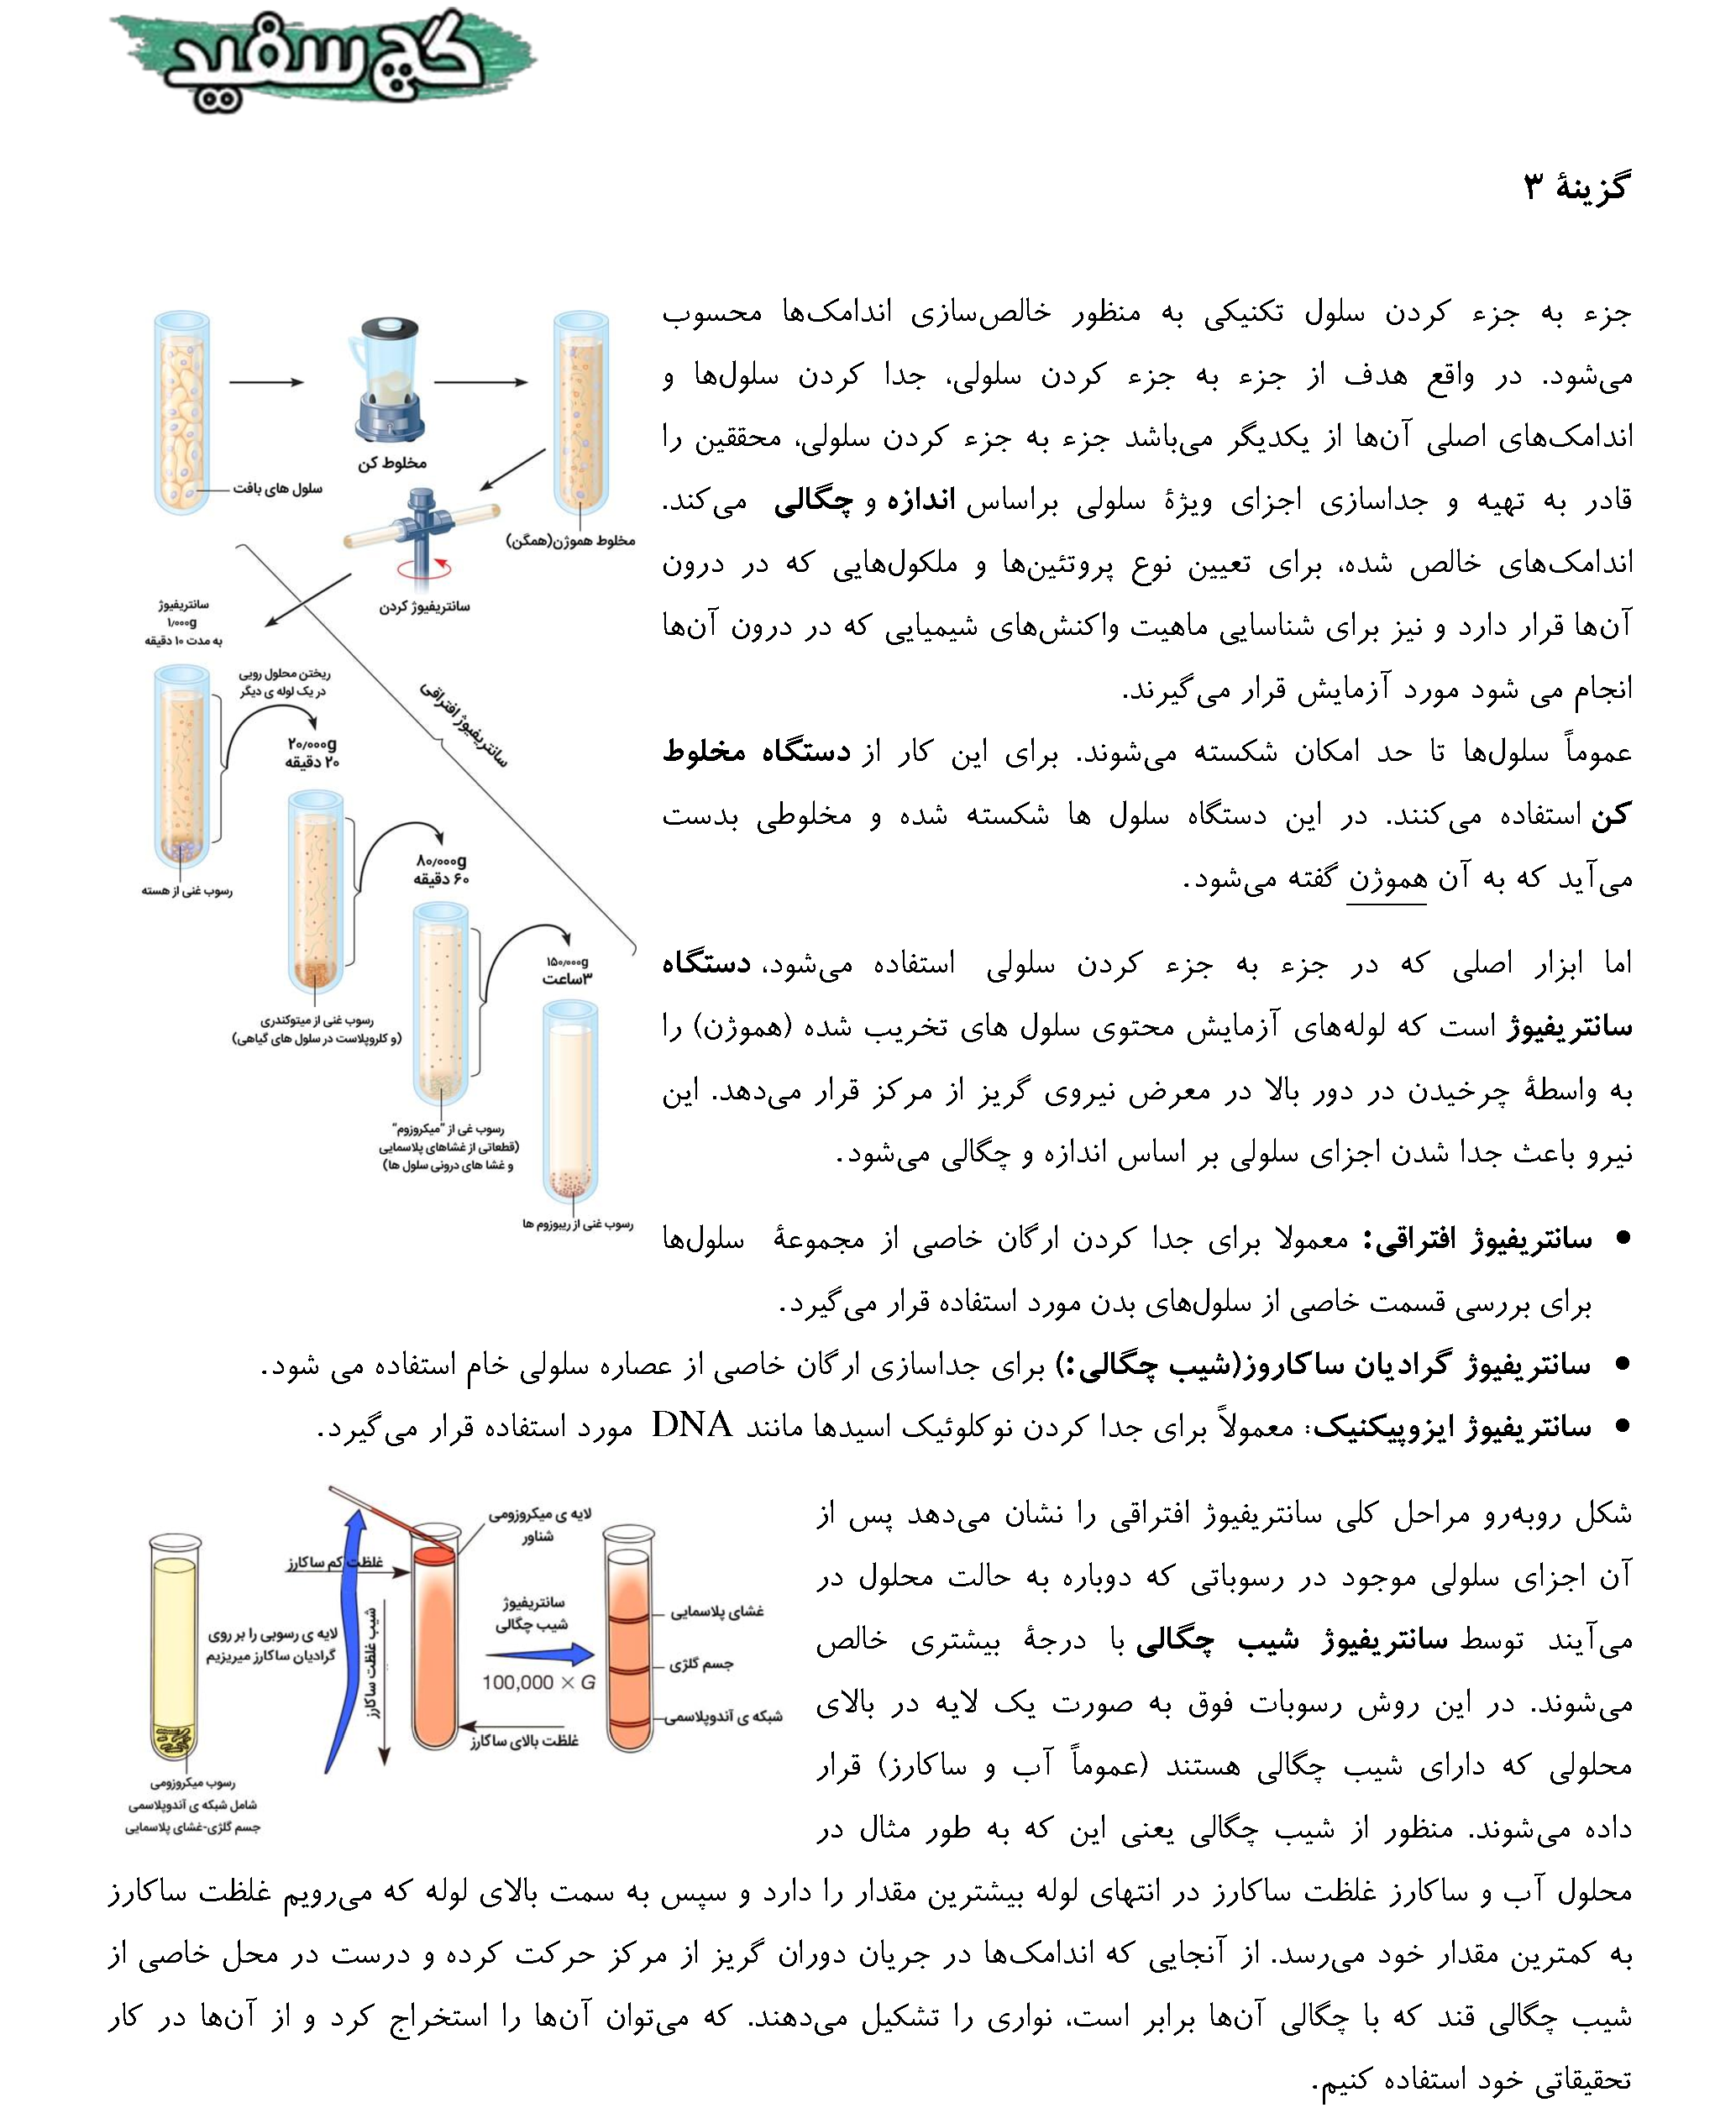 گچ سفید
گزینهٔ ۳
جزء به جزء کردن سلول تکنیکی به منظور خالص‌سازی اندامک‌ها محسوب
می‌شود. در واقع هدف از جزء به جزء کردن سلولی، جدا کردن سلول‌ها و
اندامک‌های اصلی آن‌ها از یکدیگر می‌باشد جزء به جزء کردن سلولی، محققین را
قادر به تهیه و جداسازی اجزای ویژهٔ سلولی براساس اندازه و چگالی می‌کند.
اندامک‌های خالص شده، برای تعیین نوع پروتئین‌ها و ملکول‌هایی که در درون
آن‌ها قرار دارد و نیز برای شناسایی ماهیت واکنش‌های شیمیایی که در درون آن‌ها
انجام می شود مورد آزمایش قرار می‌گیرند.
عموماً سلول‌ها تا حد امکان شکسته می‌شوند. برای این کار از دستگاه مخلوط
کن استفاده می‌کنند. در این دستگاه سلول ها شکسته شده و مخلوطی بدست
می‌آید که به آن هموژن گفته می‌شود.
اما ابزار اصلی که در جزء به جزء کردن سلولی استفاده می‌شود، دستگاه
سانتریفیوژ است که لوله‌های آزمایش محتوی سلول های تخریب شده (هموژن) را
به واسطهٔ چرخیدن در دور بالا در معرض نیروی گریز از مرکز قرار می‌دهد. این
نیرو باعث جدا شدن اجزای سلولی بر اساس اندازه و چگالی می‌شود.
سلول های بافت
مخلوط کن
مخلوط هموژن(همگن)
سانتریفیوژ کردن
سانتریفیوژ افتراقی
سانتریفیوژ
۱/۰۰۰g
به مدت ۱۰ دقیقه
ریختن محلول رویی
در یک لوله ی دیگر
۲۰/۰۰۰g
۲۰ دقیقه
رسوب غنی از هسته
۸۰/۰۰۰g
۶۰ دقیقه
رسوب غنی از میتوکندری
(و کلروپلاست در سلول های گیاهی)
۱۵۰/۰۰۰g
۳ساعت
رسوب غی از "میکروزوم"
(قطعاتی از غشاهای پلاسمایی
و غشا های درونی سلول ها)
رسوب غنی از ریبوزوم ها
• سانتریفیوژ افتراقی: معمولا برای جدا کردن ارگان خاصی از مجموعهٔ سلول‌ها
برای بررسی قسمت خاصی از سلول‌های بدن مورد استفاده قرار می‌گیرد.
• سانتریفیوژ گرادیان ساکاروز(شیب چگالی:) برای جداسازی ارگان خاصی از عصاره سلولی خام استفاده می شود.
• سانتریفیوژ ایزوپیکنیک: معمولاً برای جدا کردن نوکلوئیک اسیدها مانند DNA مورد استفاده قرار می‌گیرد.
شکل روبه‌رو مراحل کلی سانتریفیوژ افتراقی را نشان می‌دهد پس از
آن اجزای سلولی موجود در رسوباتی که دوباره به حالت محلول در
می‌آیند توسط سانتریفیوژ شیب چگالی با درجهٔ بیشتری خالص
می‌شوند. در این روش رسوبات فوق به صورت یک لایه در بالای
محلولی که دارای شیب چگالی هستند (عموماً آب و ساکارز) قرار
داده می‌شوند. منظور از شیب چگالی یعنی این که به طور مثال در
محلول آب و ساکارز غلظت ساکارز در انتهای لوله بیشترین مقدار را دارد و سپس به سمت بالای لوله که می‌رویم غلظت ساکارز
به کمترین مقدار خود می‌رسد. از آنجایی که اندامک‌ها در جریان دوران گریز از مرکز حرکت کرده و درست در محل خاصی از
شیب چگالی قند که با چگالی آن‌ها برابر است، نواری را تشکیل می‌دهند. که می‌توان آن‌ها را استخراج کرد و از آن‌ها در کار
تحقیقاتی خود استفاده کنیم.
لایه ی میکروزومی
شناور
غلظت کم ساکارز
شیب غلظت ساکارز
لایه ی رسوبی را بر روی
گرادیان ساکارز میریزیم
سانتریفیوژ
شیب چگالی
100,000 × G
غلظت بالای ساکارز
غشای پلاسمایی
جسم گلژی
شبکه ی آندوپلاسمی
رسوب میکروزومی
شامل شبکه ی آندوپلاسمی
جسم گلژی-غشای پلاسمایی